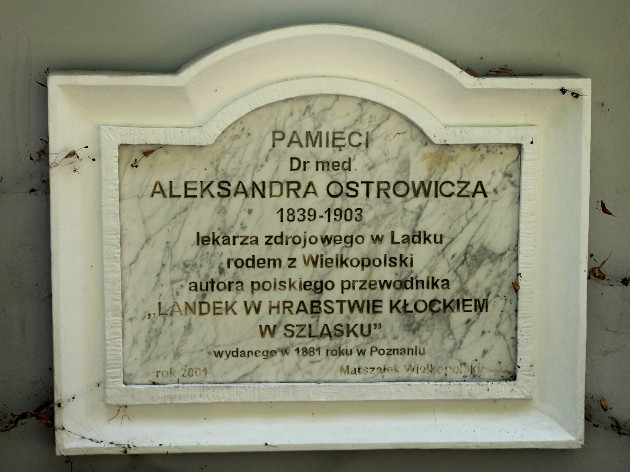 PAMIĘCI
Dr med
ALEKSANDRA OSTROWICZA
1839-1903
lekarza zdrojowego w Lądku
rodem z Wielkopolski
autora polskiego przewodnika
„LANDEK W HRABSTWIE KŁOCKIEM
W SZLĄSKU”
wydanego w 1881 roku w Poznaniu
rok 2001 Marszałek Wielkopolski